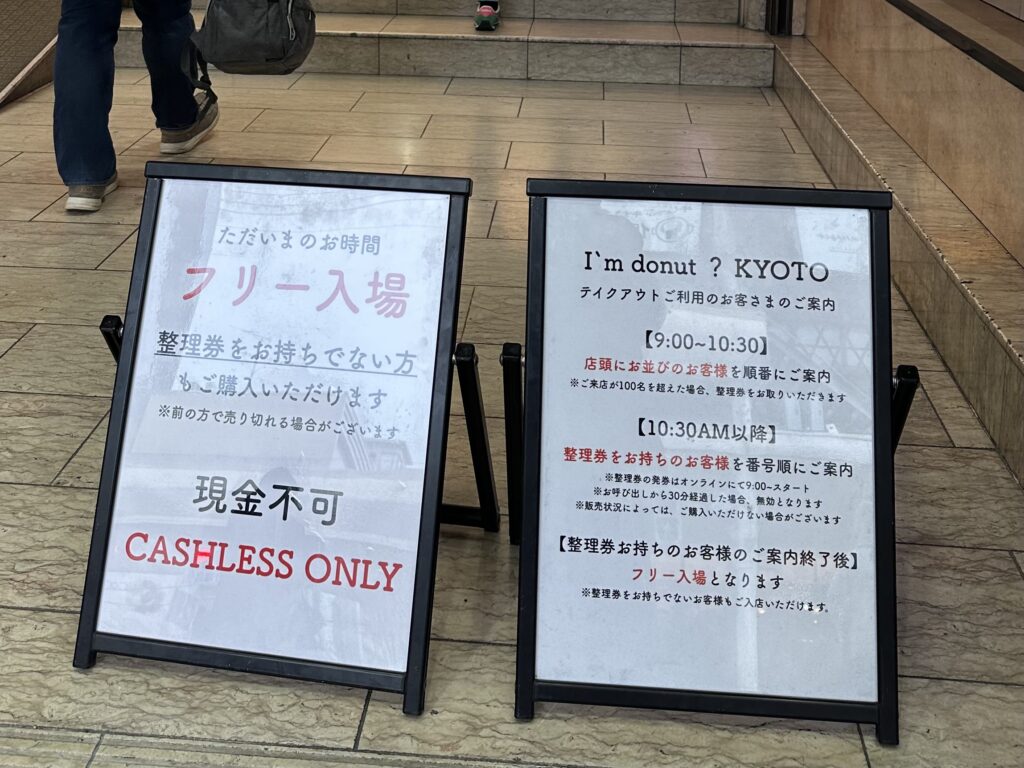 ただいまのお時間
フリー入場
整理券をお持ちでない方
もご購入いただけます
※前の方で売り切れる場合がございます
現金不可
CASHLESS ONLY
I`m donut ? KYOTO
テイクアウトご利用のお客さまのご案内
【9:00~10:30】
店頭にお並びのお客様を順番にご案内
※ご来店が100名を超えた場合、整理券をお取りいただきます
【10:30AM以降】
整理券をお持ちのお客様を番号順にご案内
※整理券の発券はオンラインにて9:00~スタート
※お呼び出しから30分経過した場合、無効となります
※販売状況によっては、ご購入いただけない場合がございます
【整理券お持ちのお客様のご案内終了後】
フリー入場となります
※整理券をお持ちでないお客様もご入店いただけます。